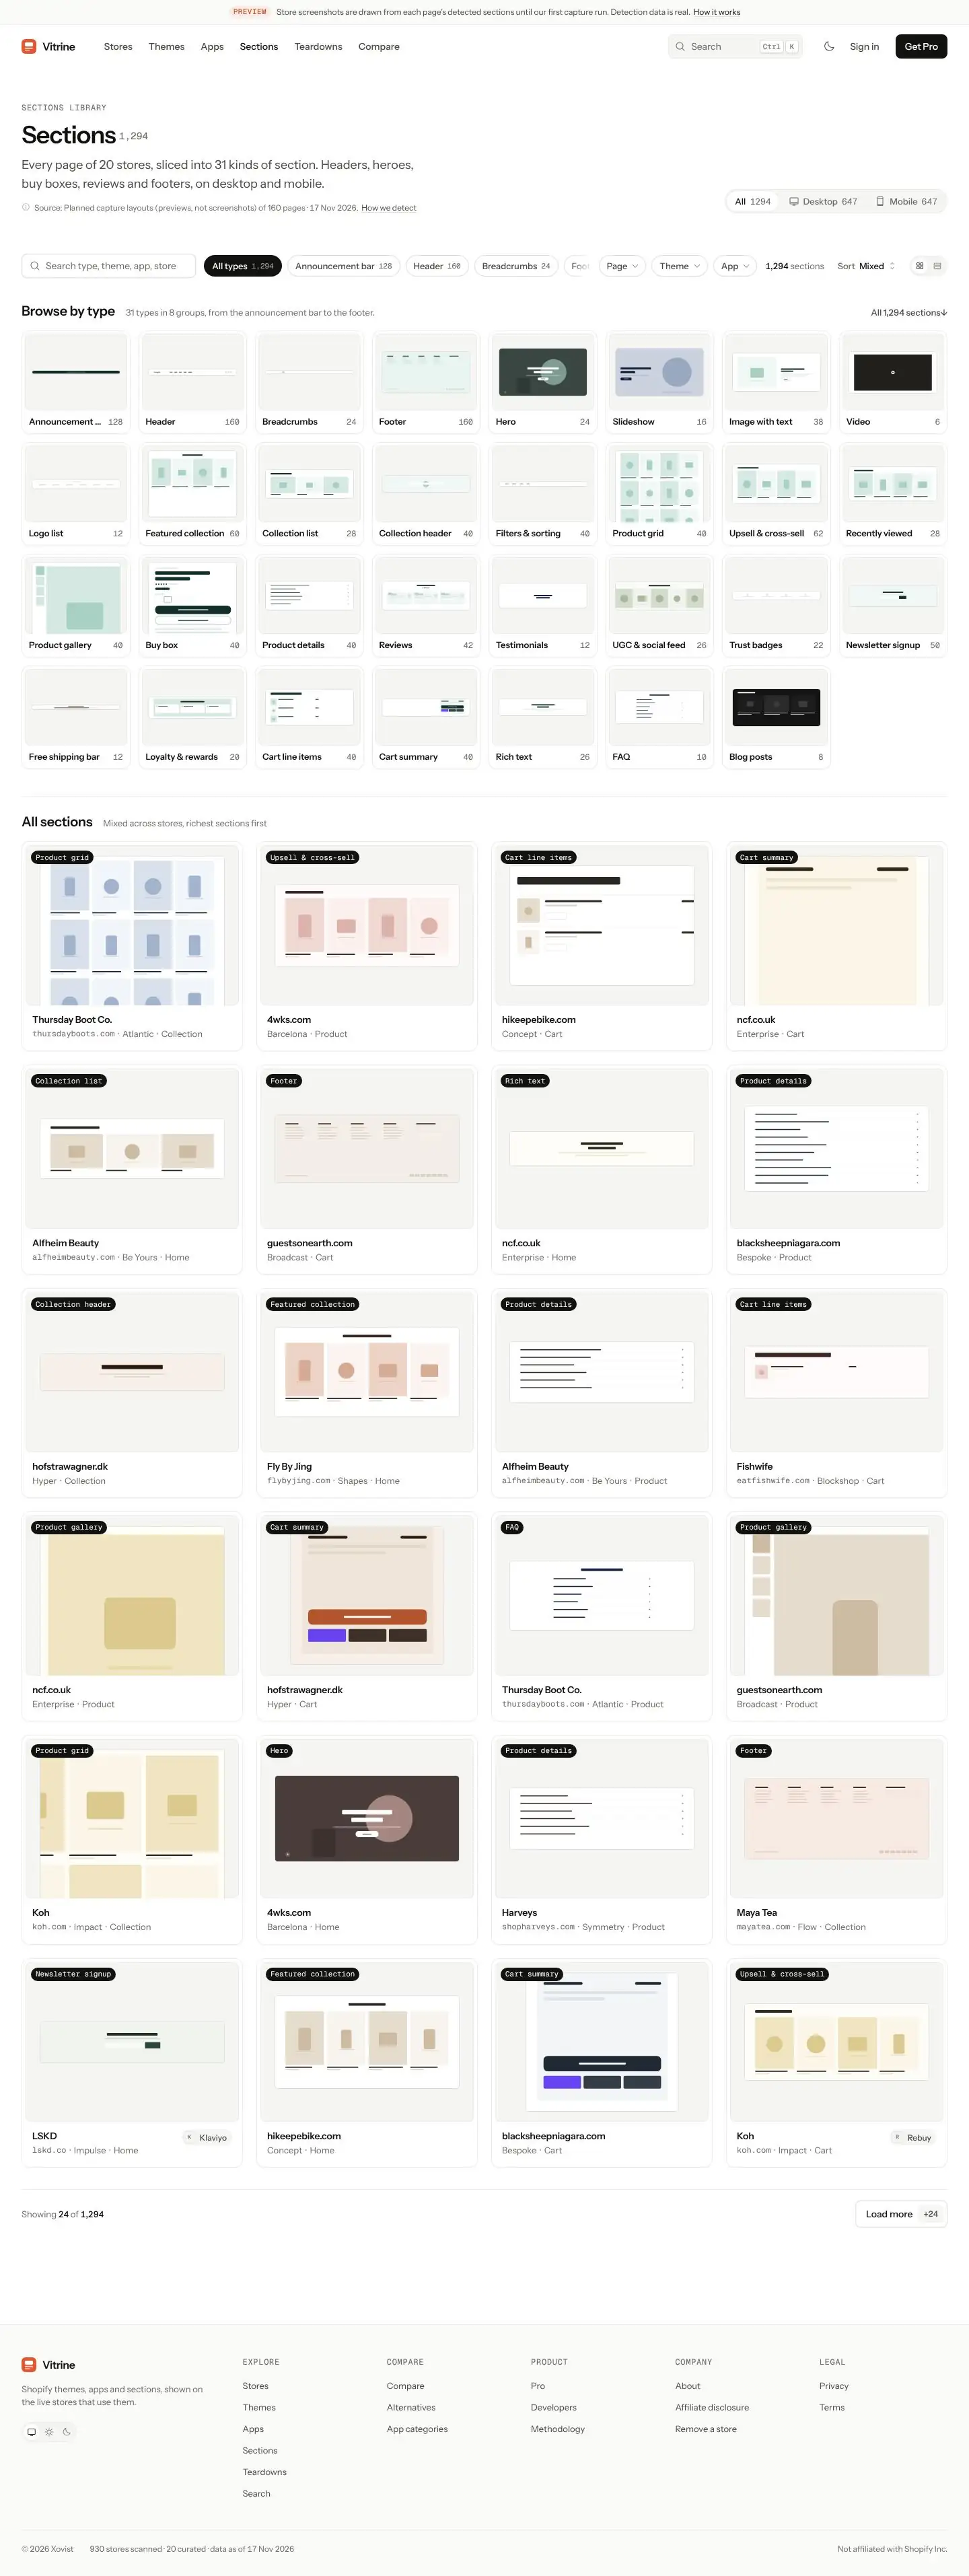 PREVIEW Store screenshots are drawn from each page's detected sections until our first capture run. Detection data is real. How it works
Vitrine Stores Themes Apps Sections Teardowns Compare Search Ctrl K Sign in Get Pro
SECTIONS LIBRARY
Sections 1,294
Every page of 20 stores, sliced into 31 kinds of section. Headers, heroes,
buy boxes, reviews and footers, on desktop and mobile.
Source: Planned capture layouts (previews, not screenshots) of 160 pages · 17 Nov 2026. How we detect
All 1294 Desktop 647 Mobile 647
Search type, theme, app, store All types 1,294 Announcement bar 128 Header 160 Breadcrumbs 24 Foo Page Theme App 1,294 sections Sort Mixed
Browse by type 31 types in 8 groups, from the announcement bar to the footer. All 1,294 sections↓
Announcement ... 128 Header 160 Breadcrumbs 24 Footer 160 Hero 24 Slideshow 16 Image with text 38 Video 6
Logo list 12 Featured collection 60 Collection list 28 Collection header 40 Filters & sorting 40 Product grid 40 Upsell & cross-sell 62 Recently viewed 28
Product gallery 40 Buy box 40 Product details 40 Reviews 42 Testimonials 12 UGC & social feed 26 Trust badges 22 Newsletter signup 50
Free shipping bar 12 Loyalty & rewards 20 Cart line items 40 Cart summary 40 Rich text 26 FAQ 10 Blog posts 8
All sections Mixed across stores, richest sections first
Product grid Upsell & cross-sell Cart line items Cart summary
Thursday Boot Co. 4wks.com hikeepebike.com ncf.co.uk
thursdayboots.com · Atlantic · Collection Barcelona · Product Concept · Cart Enterprise · Cart
Collection list Footer Rich text Product details
Alfheim Beauty guestsonearth.com ncf.co.uk blacksheepniagara.com
alfheimbeauty.com · Be Yours · Home Broadcast · Cart Enterprise · Home Bespoke · Product
Collection header Featured collection Product details Cart line items
hofstrawagner.dk Fly By Jing Alfheim Beauty Fishwife
Hyper · Collection flybyjing.com · Shapes · Home alfheimbeauty.com · Be Yours · Product eatfishwife.com · Blockshop · Cart
Product gallery Cart summary FAQ Product gallery
ncf.co.uk hofstrawagner.dk Thursday Boot Co. guestsonearth.com
Enterprise · Product Hyper · Cart thursdayboots.com · Atlantic · Product Broadcast · Product
Product grid Hero Product details Footer
Koh 4wks.com Harveys Maya Tea
koh.com · Impact · Collection Barcelona · Home shopharveys.com · Symmetry · Product mayatea.com · Flow · Collection
Newsletter signup Featured collection Cart summary Upsell & cross-sell
LSKD K Klaviyo hikeepebike.com blacksheepniagara.com Koh R Rebuy
lskd.co · Impulse · Home Concept · Home Bespoke · Cart koh.com · Impact · Cart
Showing 24 of 1,294 Load more +24
Vitrine EXPLORE COMPARE PRODUCT COMPANY LEGAL
Shopify themes, apps and sections, shown on
the live stores that use them.
Stores Compare Pro About Privacy
Themes Alternatives Developers Affiliate disclosure Terms
Apps App categories Methodology Remove a store
Sections
Teardowns
Search
© 2026 Xovist 930 stores scanned · 20 curated · data as of 17 Nov 2026 Not affiliated with Shopify Inc.